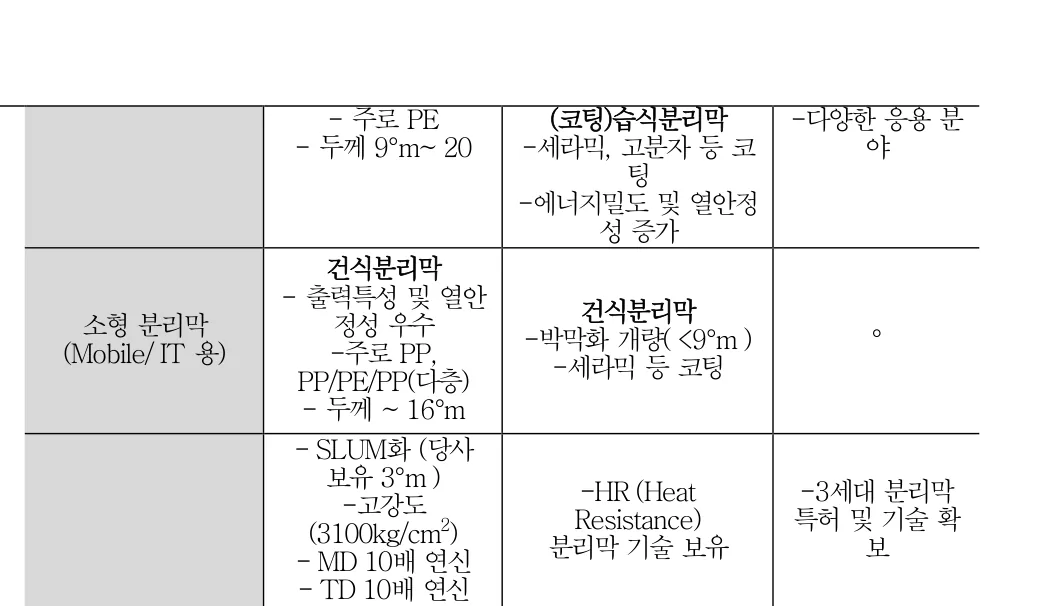 - 주로 PE
- 두께 9°m~ 20
(코팅)습식분리막
-세라믹, 고분자 등 코
팅
-에너지밀도 및 열안정
성 증가
-다양한 응용 분
야
소형 분리막
(Mobile/ IT 용)
건식분리막
- 출력특성 및 열안
정성 우수
-주로 PP,
PP/PE/PP(다층)
- 두께 ~ 16°m
건식분리막
-박막화 개량( <9°m )
-세라믹 등 코팅
°
- SLUM화 (당사
보유 3°m )
-고강도
(3100kg/cm²)
- MD 10배 연신
- TD 10배 연신
-HR (Heat
Resistance)
분리막 기술 보유
-3세대 분리막
특허 및 기술 확
보